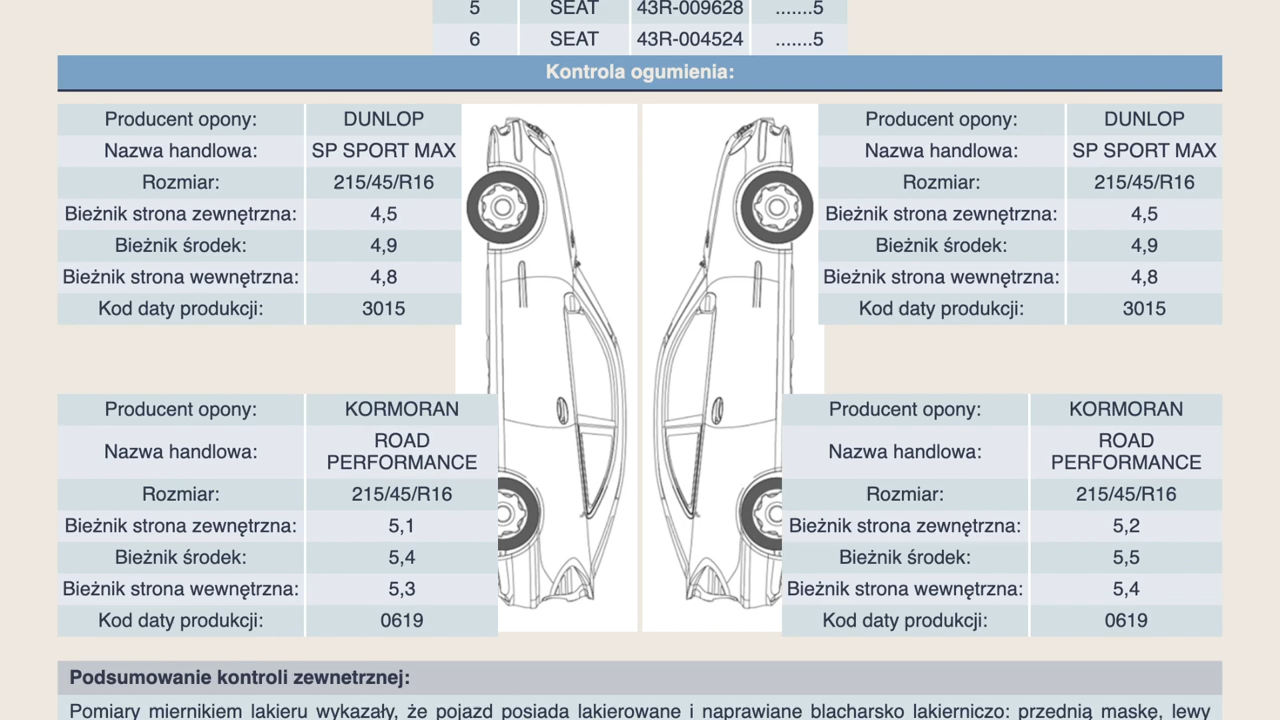 5 SEAT 43R-009628 .......5
6 SEAT 43R-004524 .......5
Kontrola ogumienia:
Producent opony: DUNLOP
Nazwa handlowa: SP SPORT MAX
Rozmiar: 215/45/R16
Bieżnik strona zewnętrzna: 4,5
Bieżnik środek: 4,9
Bieżnik strona wewnętrzna: 4,8
Kod daty produkcji: 3015
Producent opony: DUNLOP
Nazwa handlowa: SP SPORT MAX
Rozmiar: 215/45/R16
Bieżnik strona zewnętrzna: 4,5
Bieżnik środek: 4,9
Bieżnik strona wewnętrzna: 4,8
Kod daty produkcji: 3015
Producent opony: KORMORAN
Nazwa handlowa: ROAD
PERFORMANCE
Rozmiar: 215/45/R16
Bieżnik strona zewnętrzna: 5,1
Bieżnik środek: 5,4
Bieżnik strona wewnętrzna: 5,3
Kod daty produkcji: 0619
Producent opony: KORMORAN
Nazwa handlowa: ROAD
PERFORMANCE
Rozmiar: 215/45/R16
Bieżnik strona zewnętrzna: 5,2
Bieżnik środek: 5,5
Bieżnik strona wewnętrzna: 5,4
Kod daty produkcji: 0619
Podsumowanie kontroli zewnetrznej:
Pomiary miernikiem lakieru wykazały, że pojazd posiada lakierowane i naprawiane blacharsko lakierniczo: przednią maskę, lewy